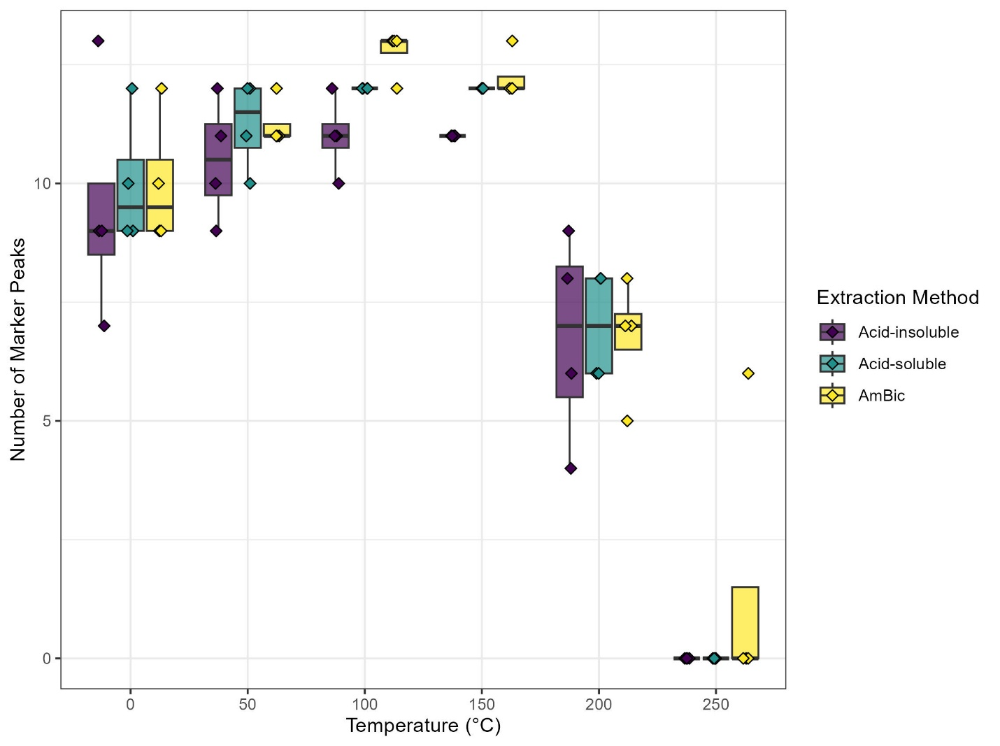 Number of Marker Peaks
10
5
0
0 50 100 150 200 250
Temperature (°C)
Extraction Method
Acid-insoluble
Acid-soluble
AmBic